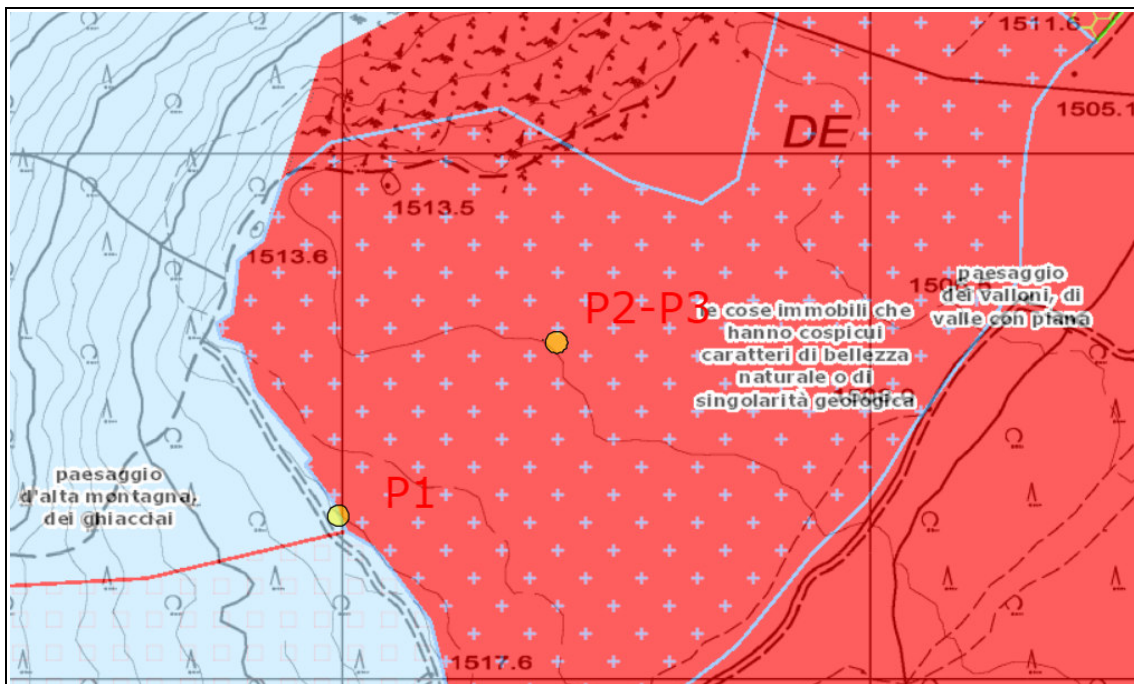 1511.6
1505.1
DE
1513.5
1513.6
paesaggio
dei valloni, di
valle con piana
P2-P3
le cose immobili che
hanno cospicui
caratteri di bellezza
naturale o di
singolarità geologica
paesaggio
d'alta montagna,
dei ghiacciai
P1
1517.6